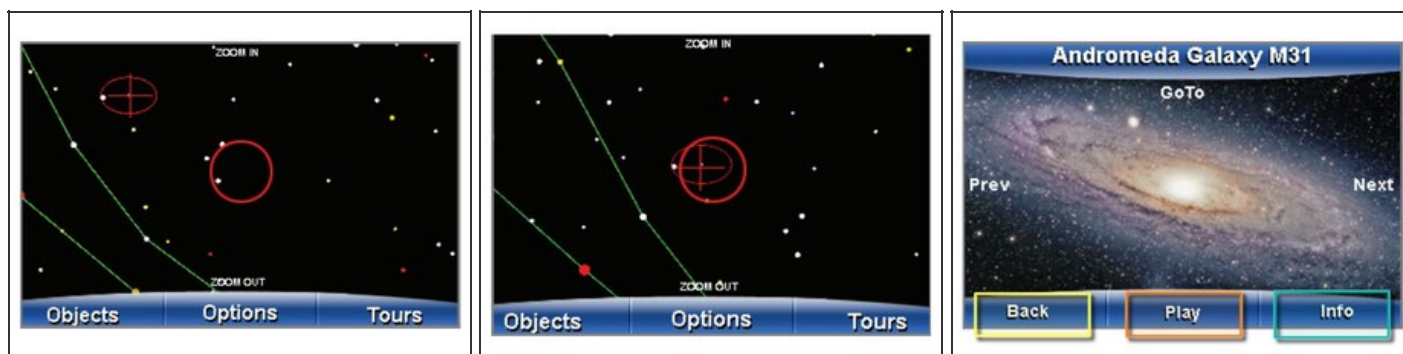 ZOOM IN
ZOOM OUT
Objects Options Tours
ZOOM IN
ZOOM OUT
Objects Options Tours
Andromeda Galaxy M31
GoTo
Prev Next
Back Play Info